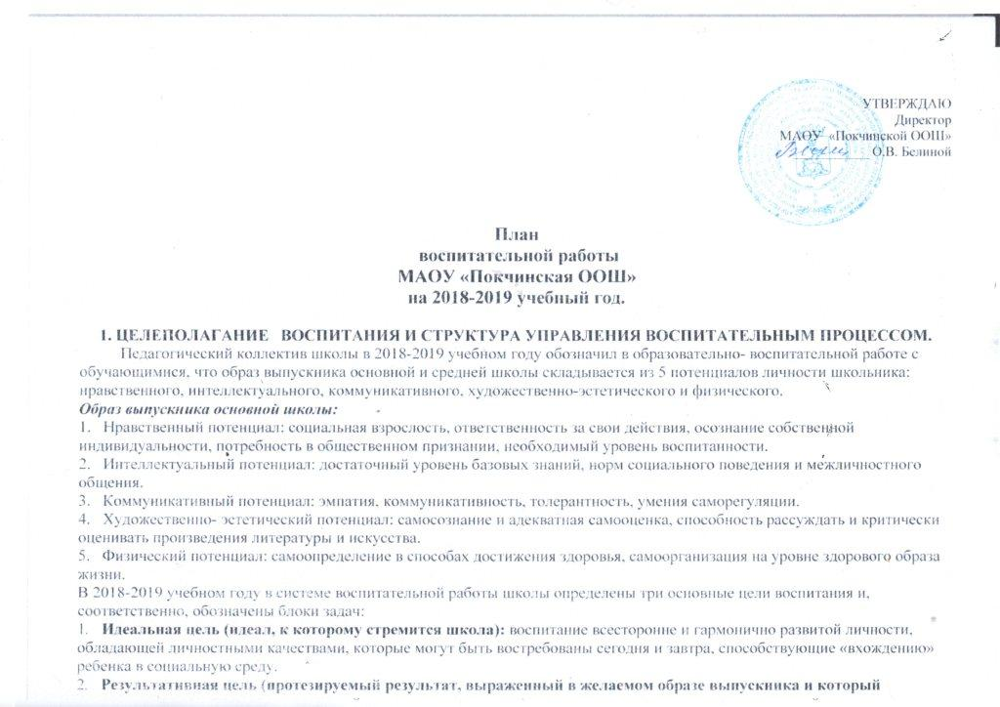 УТВЕРЖДАЮ
Директор
МАОУ «Покчинской ООШ»
О.В. Белиной
План
воспитательной работы
МАОУ «Покчинская ООШ»
на 2018-2019 учебный год.
1. ЦЕЛЕПОЛАГАНИЕ ВОСПИТАНИЯ И СТРУКТУРА УПРАВЛЕНИЯ ВОСПИТАТЕЛЬНЫМ ПРОЦЕССОМ.
Педагогический коллектив школы в 2018-2019 учебном году обозначил в образовательно- воспитательной работе с
обучающимися, что образ выпускника основной и средней школы складывается из 5 потенциалов личности школьника:
нравственного, интеллектуального, коммуникативного, художественно-эстетического и физического.
Образ выпускника основной школы:
1. Нравственный потенциал: социальная взрослость, ответственность за свои действия, осознание собственной
индивидуальности, потребность в общественном признании, необходимый уровень воспитанности.
2. Интеллектуальный потенциал: достаточный уровень базовых знаний, норм социального поведения и межличностного
общения.
3. Коммуникативный потенциал: эмпатия, коммуникативность, толерантность, умения саморегуляции.
4. Художественно- эстетический потенциал: самосознание и адекватная самооценка, способность рассуждать и критически
оценивать произведения литературы и искусства.
5. Физический потенциал: самоопределение в способах достижения здоровья, самоорганизация на уровне здорового образа
жизни.
В 2018-2019 учебном году в системе воспитательной работы школы определены три основные цели воспитания и,
соответственно, обозначены блоки задач:
1. Идеальная цель (идеал, к которому стремится школа): воспитание всесторонне и гармонично развитой личности,
обладающей личностными качествами, которые могут быть востребованы сегодня и завтра, способствующие «вхождению»
ребенка в социальную среду.
2. Результативная цель (протезируемый результат, выраженный в желаемом образе выпускника и который